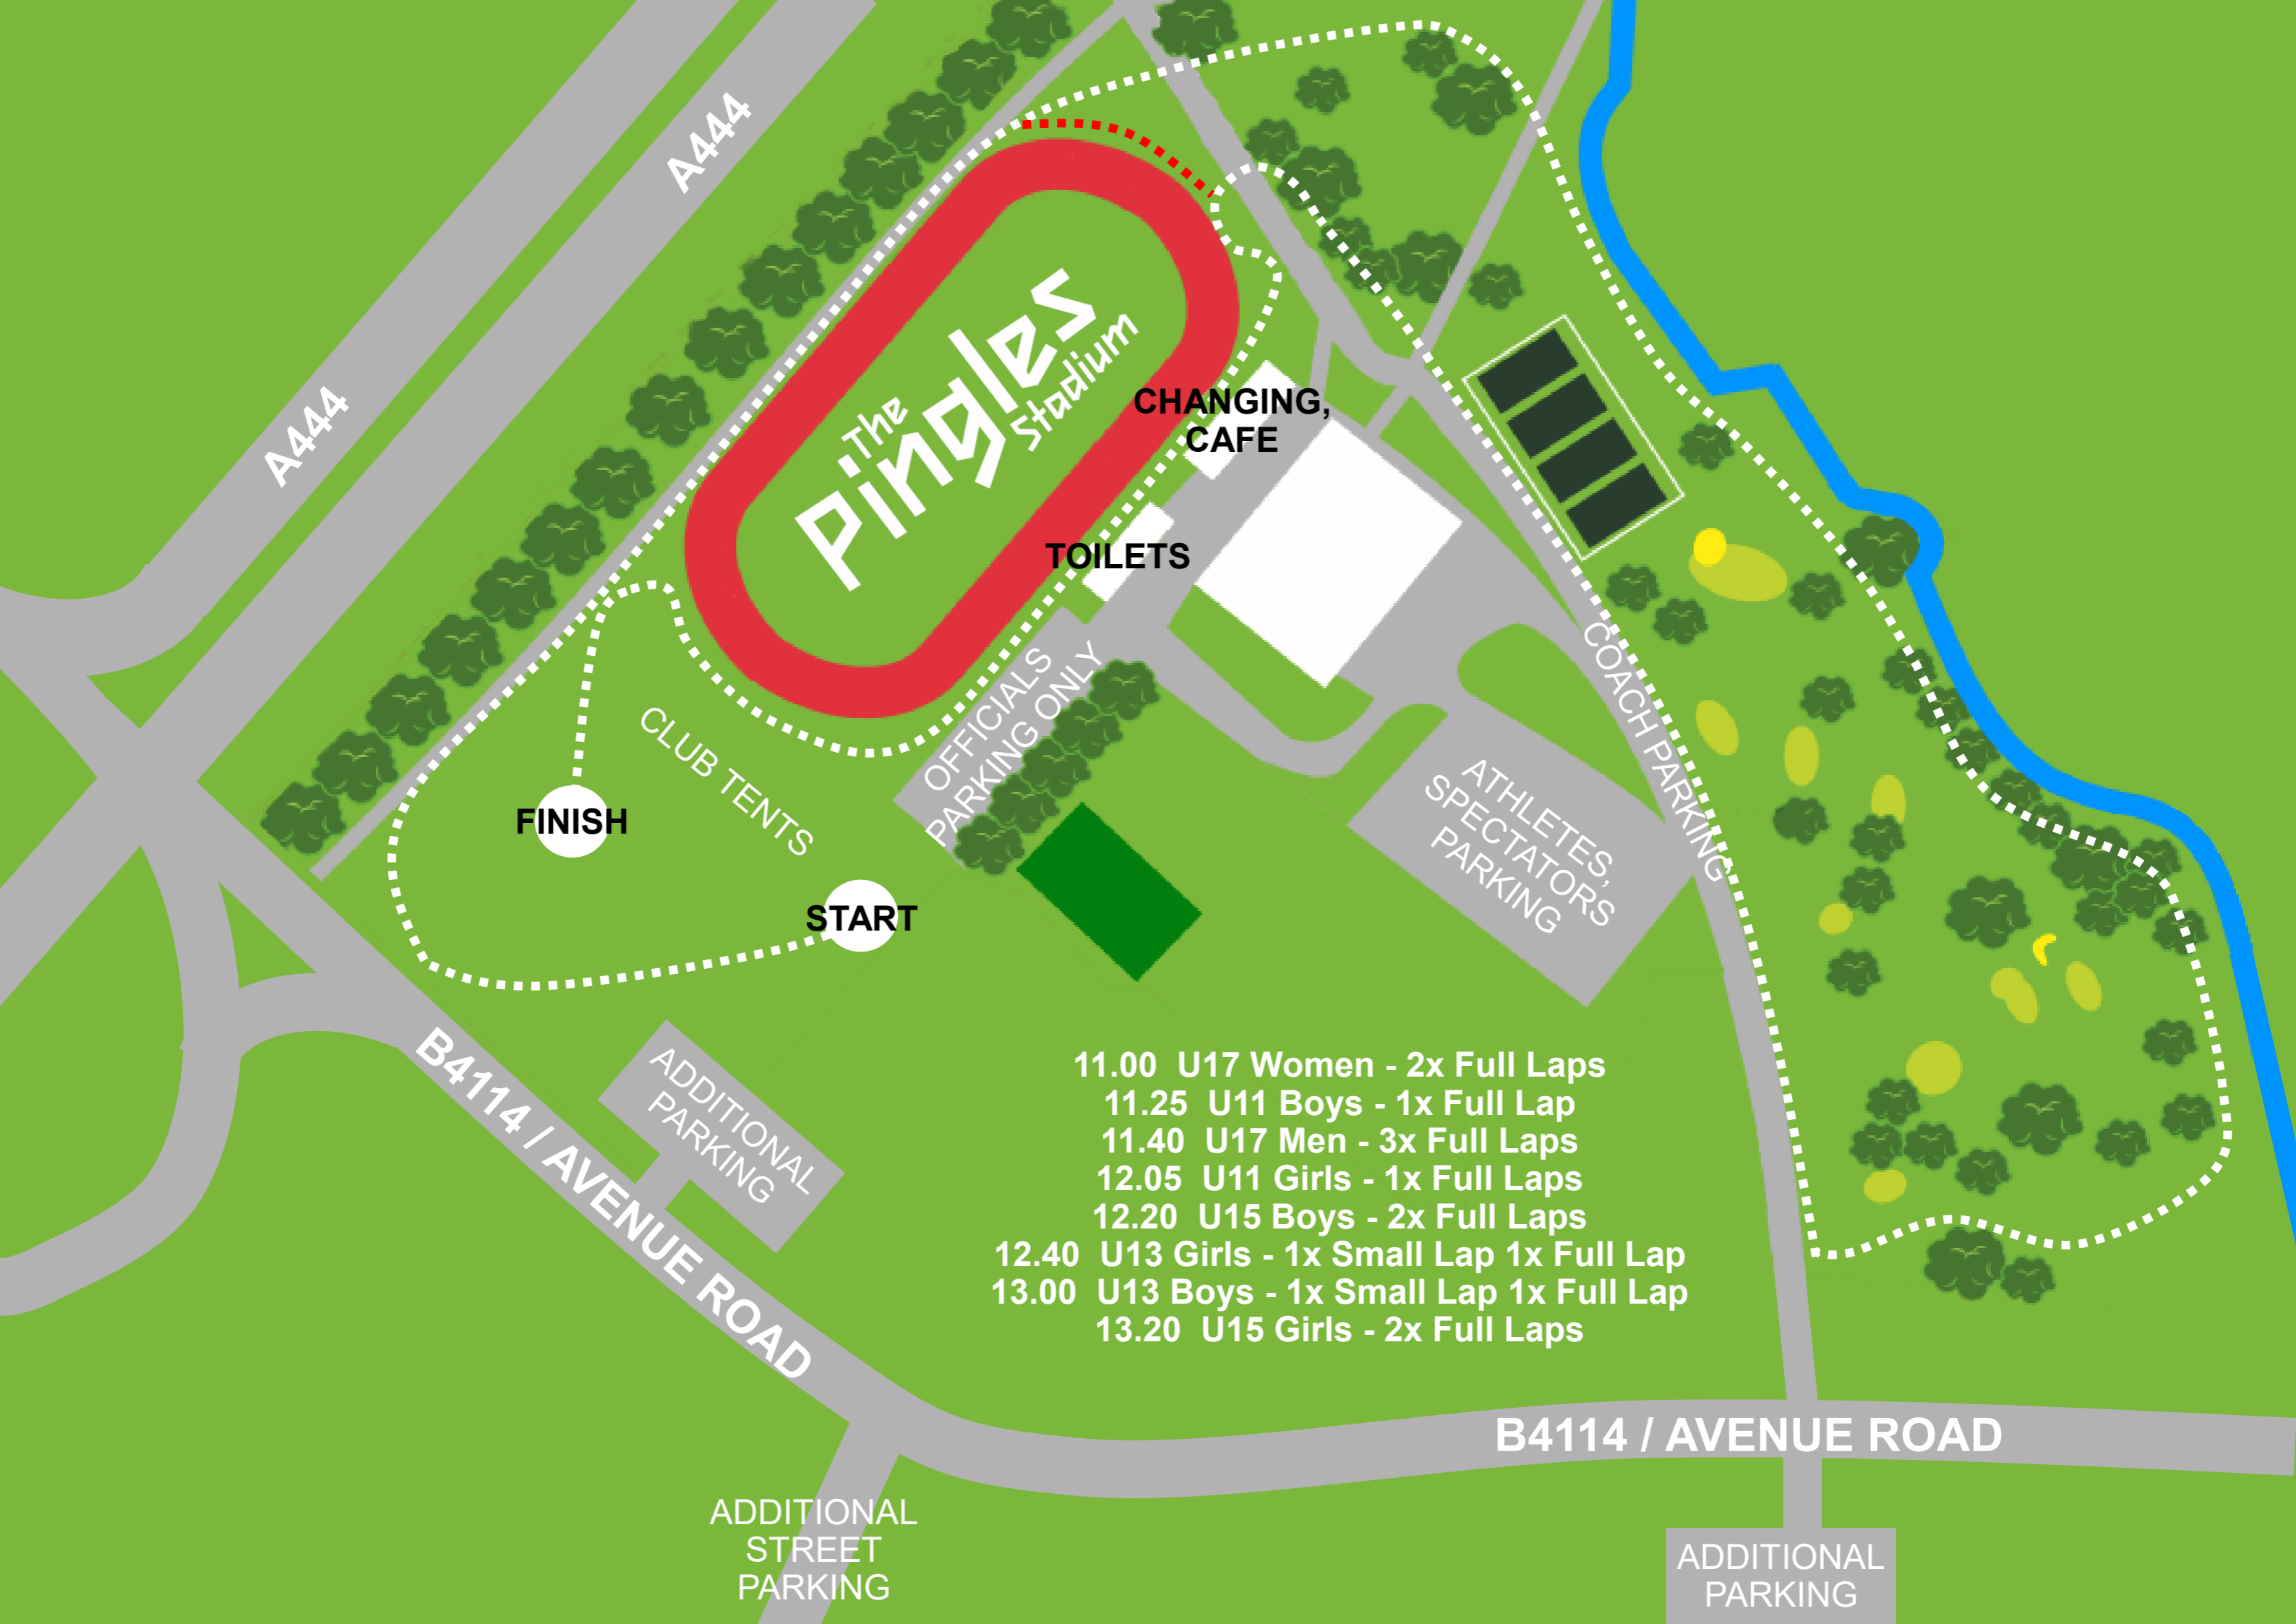 A444
A444
The
Pingles
Stadium
CHANGING,
CAFE
TOILETS
OFFICIALS
PARKING ONLY
CLUB TENTS
FINISH
START
COACH PARKING
ATHLETES,
SPECTATORS
PARKING
ADDITIONAL
PARKING
B4114 / AVENUE ROAD
11.00 U17 Women - 2x Full Laps
11.25 U11 Boys - 1x Full Lap
11.40 U17 Men - 3x Full Laps
12.05 U11 Girls - 1x Full Laps
12.20 U15 Boys - 2x Full Laps
12.40 U13 Girls - 1x Small Lap 1x Full Lap
13.00 U13 Boys - 1x Small Lap 1x Full Lap
13.20 U15 Girls - 2x Full Laps
B4114 / AVENUE ROAD
ADDITIONAL
STREET
PARKING
ADDITIONAL
PARKING